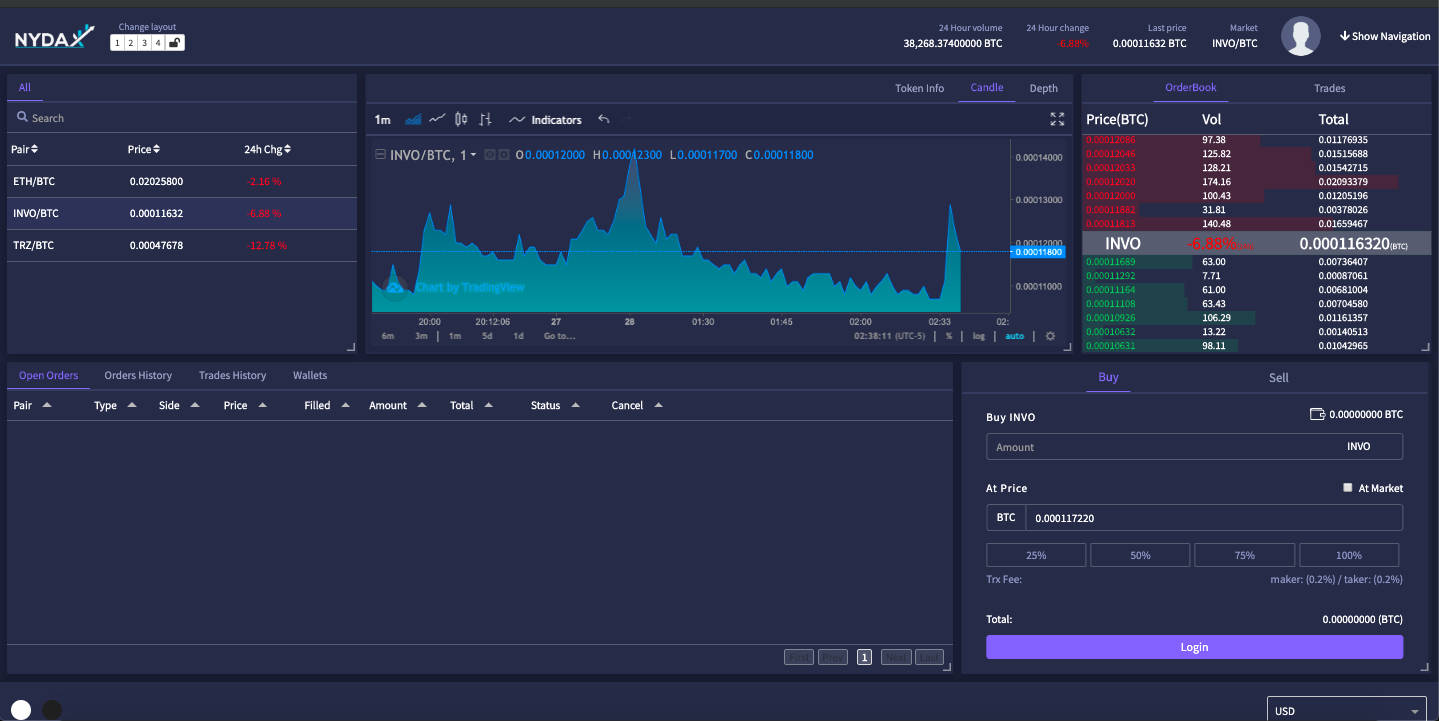 NYDAX
Change layout
1 2 3 4
24 Hour volume
38,268.37400000 BTC
24 Hour change
-6.88%
Last price
0.00011632 BTC
Market
INVO/BTC
Show Navigation
All
Search
Pair Price 24h Chg
ETH/BTC 0.02025800 -2.16 %
INVO/BTC 0.00011632 -6.88 %
TRZ/BTC 0.00047678 -12.78 %
Token Info Candle Depth
1m Indicators
INVO/BTC, 1 O0.00012000 H0.00012300 L0.00011700 C0.00011800
0.00014000
0.00013000
0.00012000
0.00011800
0.00011000
Chart by TradingView
20:00 20:12:06 27 28 01:30 01:45 02:00 02:33 02:
6m 3m 1m 5d 1d Go to... 02:38:11 (UTC-5) % log auto
OrderBook Trades
Price(BTC) Vol Total
0.00012086 97.38 0.01176935
0.00012046 125.82 0.01515688
0.00012033 128.21 0.01542715
0.00012020 174.16 0.02093379
0.00012000 100.43 0.01205196
0.00011882 31.81 0.00378026
0.00011813 140.48 0.01659467
INVO -6.88% 0.000116320(BTC)
0.00011689 63.00 0.00736407
0.00011292 7.71 0.00087061
0.00011164 61.00 0.00681004
0.00011108 63.43 0.00704580
0.00010926 106.29 0.01161357
0.00010632 13.22 0.00140513
0.00010631 98.11 0.01042965
Open Orders Orders History Trades History Wallets
Pair Type Side Price Filled Amount Total Status Cancel
First Prev 1 Next Last
Buy Sell
Buy INVO 0.00000000 BTC
Amount INVO
At Price At Market
BTC 0.000117220
25% 50% 75% 100%
Trx Fee: maker: (0.2%) / taker: (0.2%)
Total: 0.00000000 (BTC)
Login
USD